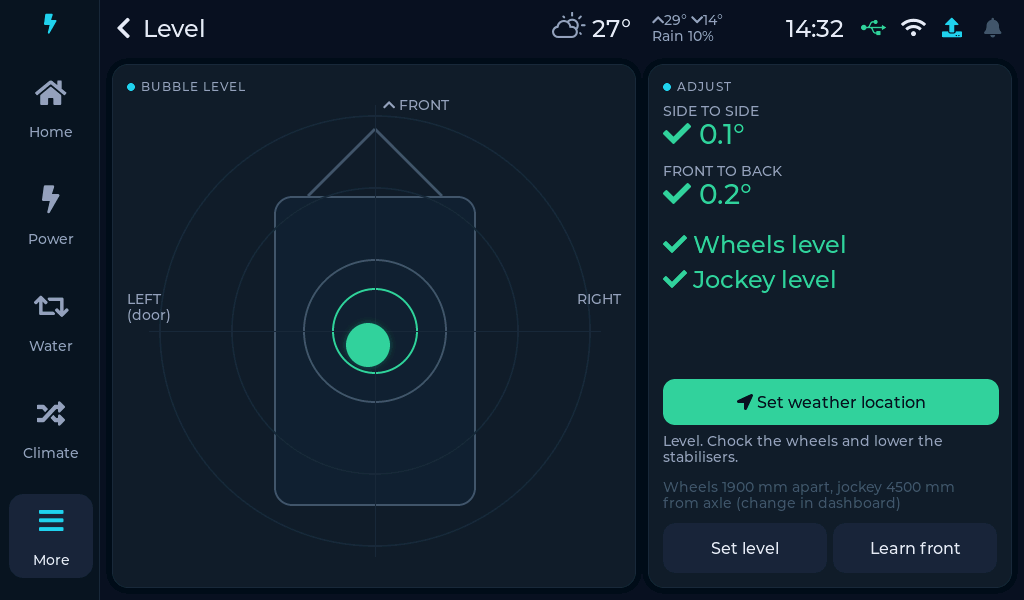 Level
27°
29° 14°
Rain 10%
14:32
Home
Power
Water
Climate
More
BUBBLE LEVEL
FRONT
LEFT
(door)
RIGHT
ADJUST
SIDE TO SIDE
0.1°
FRONT TO BACK
0.2°
Wheels level
Jockey level
Set weather location
Level. Chock the wheels and lower the
stabilisers.
Wheels 1900 mm apart, jockey 4500 mm
from axle (change in dashboard)
Set level
Learn front